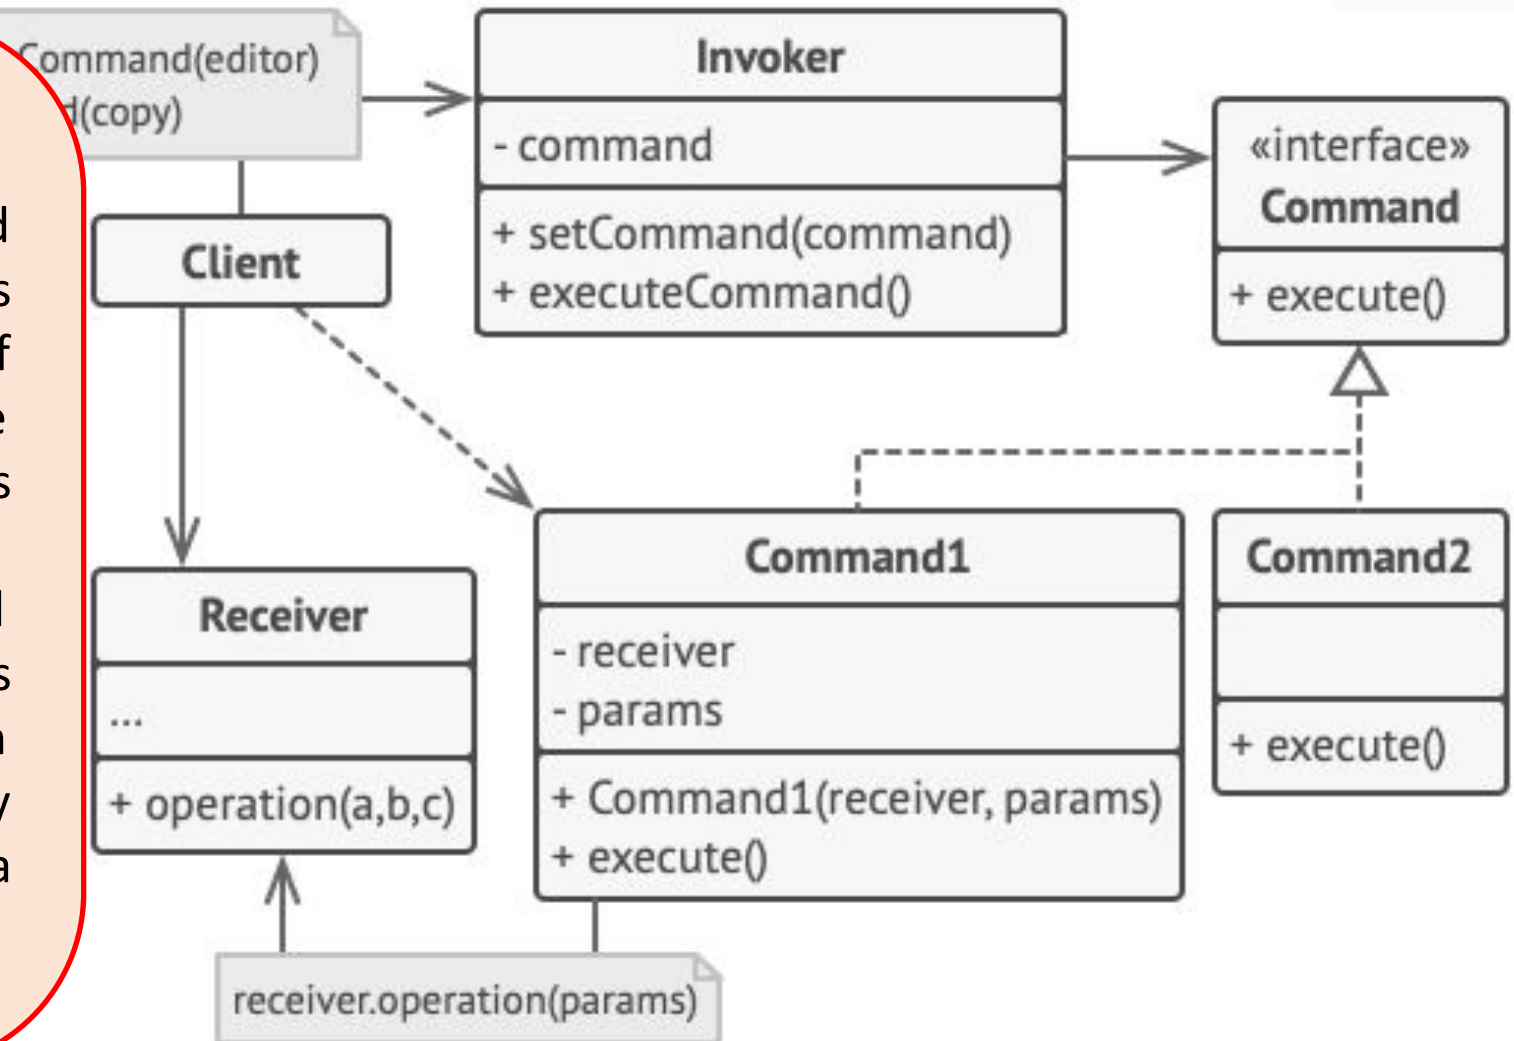 Command(editor)
(copy)
Client
Invoker
- command
+ setCommand(command)
+ executeCommand()
«interface»
Command
+ execute()
Receiver
...
+ operation(a,b,c)
Command1
- receiver
- params
+ Command1(receiver, params)
+ execute()
Command2
+ execute()
receiver.operation(params)